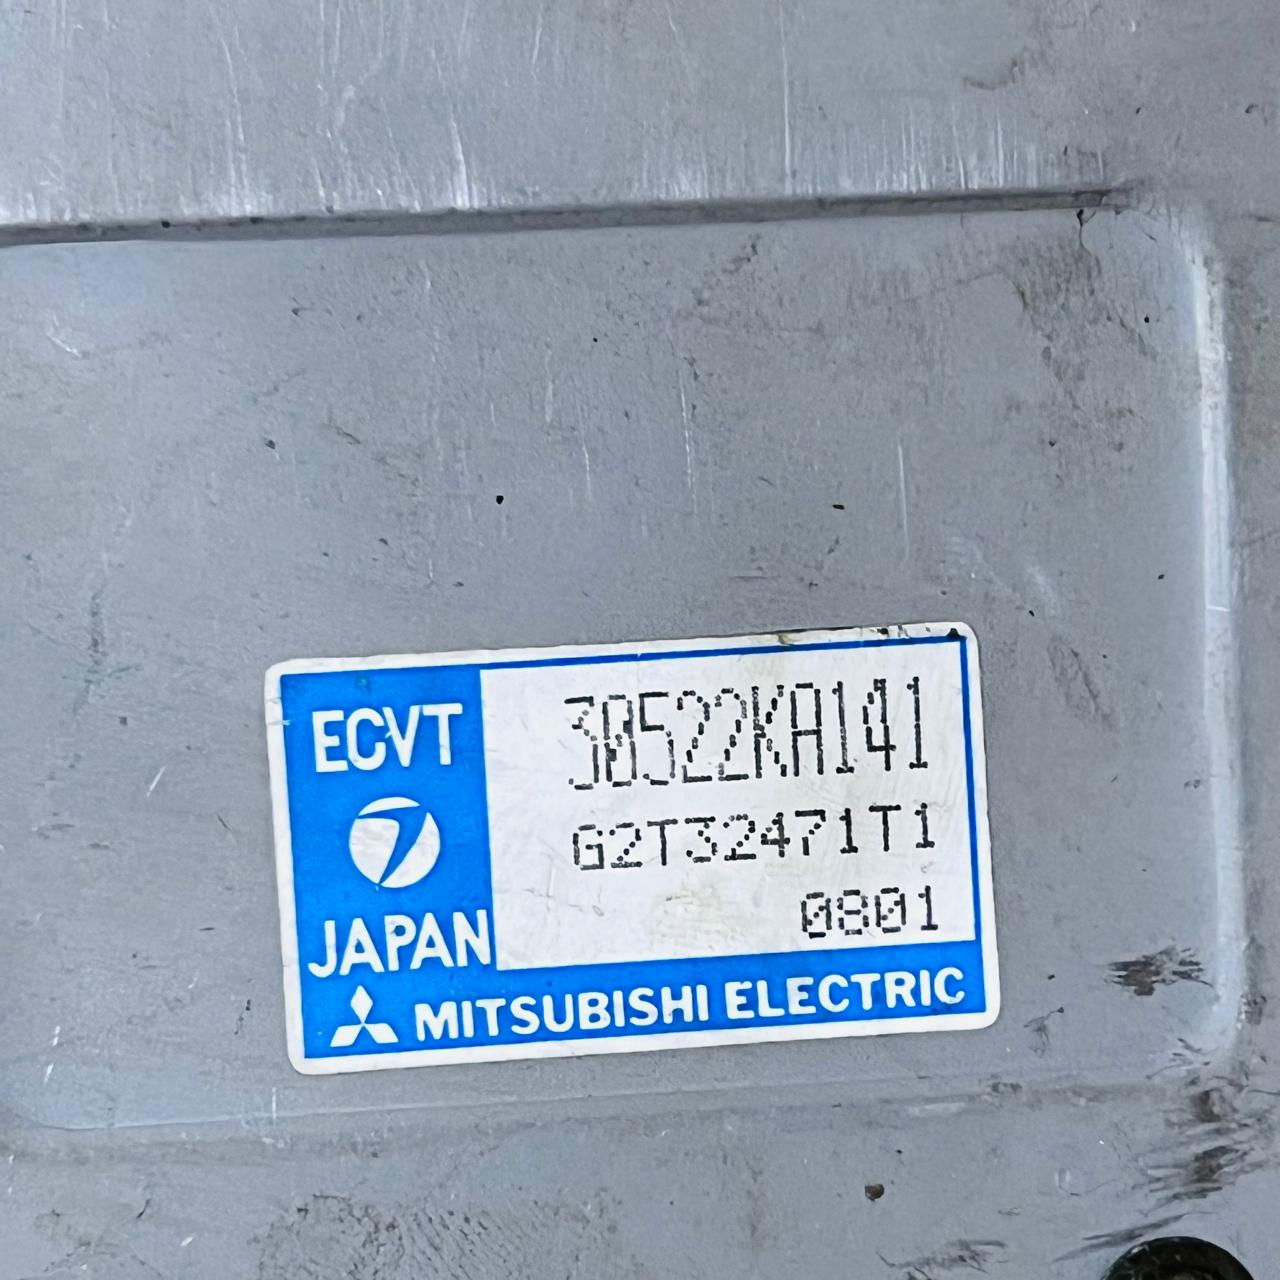 ECVT
30522KA141
G2T32471T1
0801
JAPAN
MITSUBISHI ELECTRIC